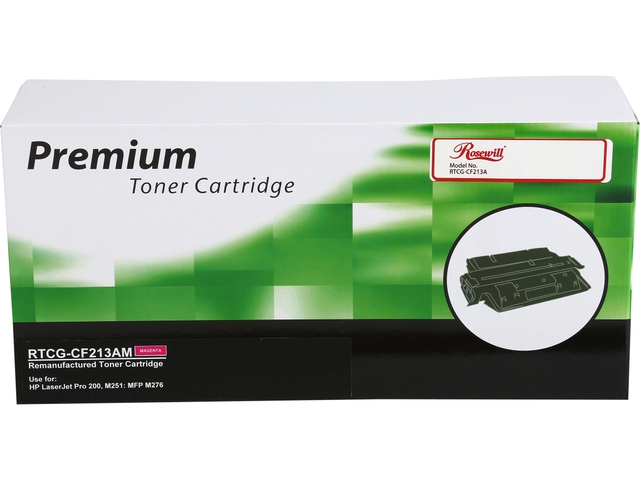 Premium
Toner Cartridge
Rosewill
Model No.
RTCG-CF213A
RTCG-CF213AM MAGENTA
Remanufactured Toner Cartridge
Use for:
HP LaserJet Pro 200, M251: MFP M276